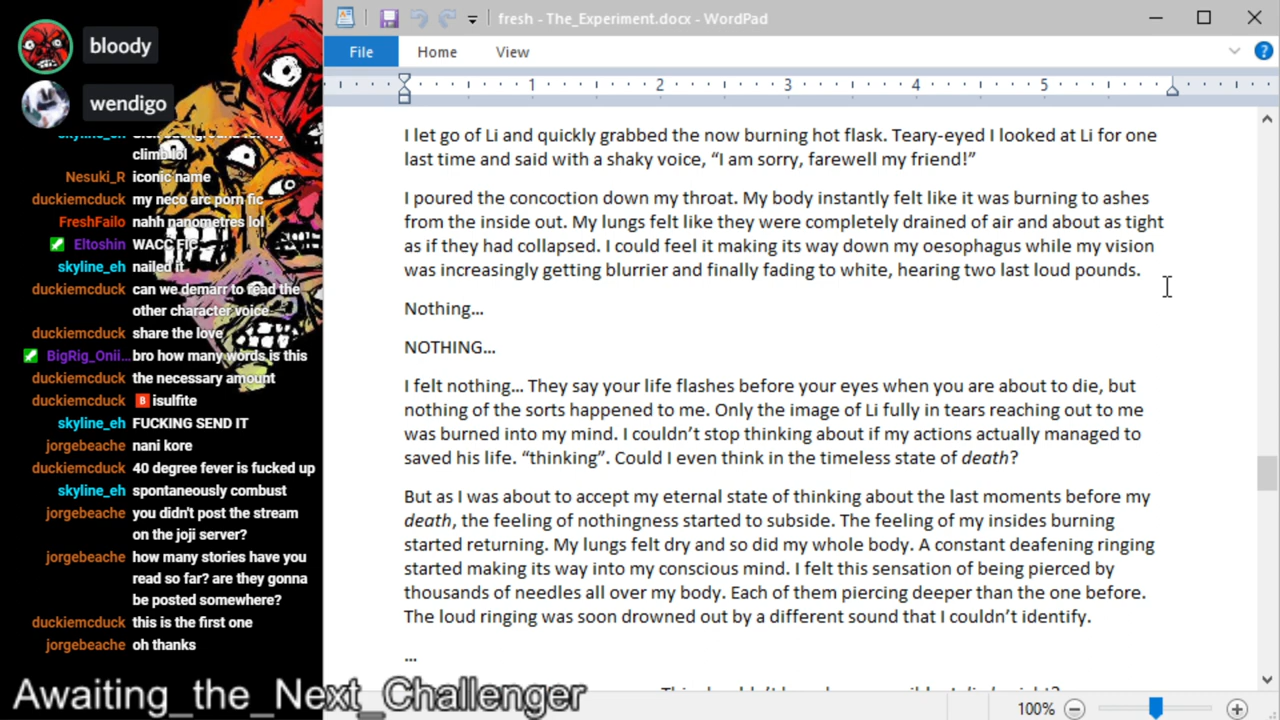 bloody
wendigo
climb lol
Nesuki_R iconic name
duckiemcduck my neco arc porn fic
FreshFailo nahh nanometres lol
Eltoshin WACC FIC
skyline_eh nailed it
duckiemcduck can we demarr to read the
other character voice
duckiemcduck share the love
BigRig_Onii... bro how many words is this
duckiemcduck the necessary amount
duckiemcduck B isulfite
skyline_eh FUCKING SEND IT
jorgebeache nani kore
duckiemcduck 40 degree fever is fucked up
skyline_eh spontaneously combust
jorgebeache you didn't post the stream
on the joji server?
jorgebeache how many stories have you
read so far? are they gonna
be posted somewhere?
duckiemcduck this is the first one
jorgebeache oh thanks
Awaiting_the_Next_Challenger
fresh - The_Experiment.docx - WordPad
File Home View
1 2 3 4 5
I let go of Li and quickly grabbed the now burning hot flask. Teary-eyed I looked at Li for one
last time and said with a shaky voice, “I am sorry, farewell my friend!”
I poured the concoction down my throat. My body instantly felt like it was burning to ashes
from the inside out. My lungs felt like they were completely drained of air and about as tight
as if they had collapsed. I could feel it making its way down my oesophagus while my vision
was increasingly getting blurrier and finally fading to white, hearing two last loud pounds.
Nothing...
NOTHING...
I felt nothing... They say your life flashes before your eyes when you are about to die, but
nothing of the sorts happened to me. Only the image of Li fully in tears reaching out to me
was burned into my mind. I couldn’t stop thinking about if my actions actually managed to
saved his life. “thinking”. Could I even think in the timeless state of death?
But as I was about to accept my eternal state of thinking about the last moments before my
death, the feeling of nothingness started to subside. The feeling of my insides burning
started returning. My lungs felt dry and so did my whole body. A constant deafening ringing
started making its way into my conscious mind. I felt this sensation of being pierced by
thousands of needles all over my body. Each of them piercing deeper than the one before.
The loud ringing was soon drowned out by a different sound that I couldn’t identify.
...
100%